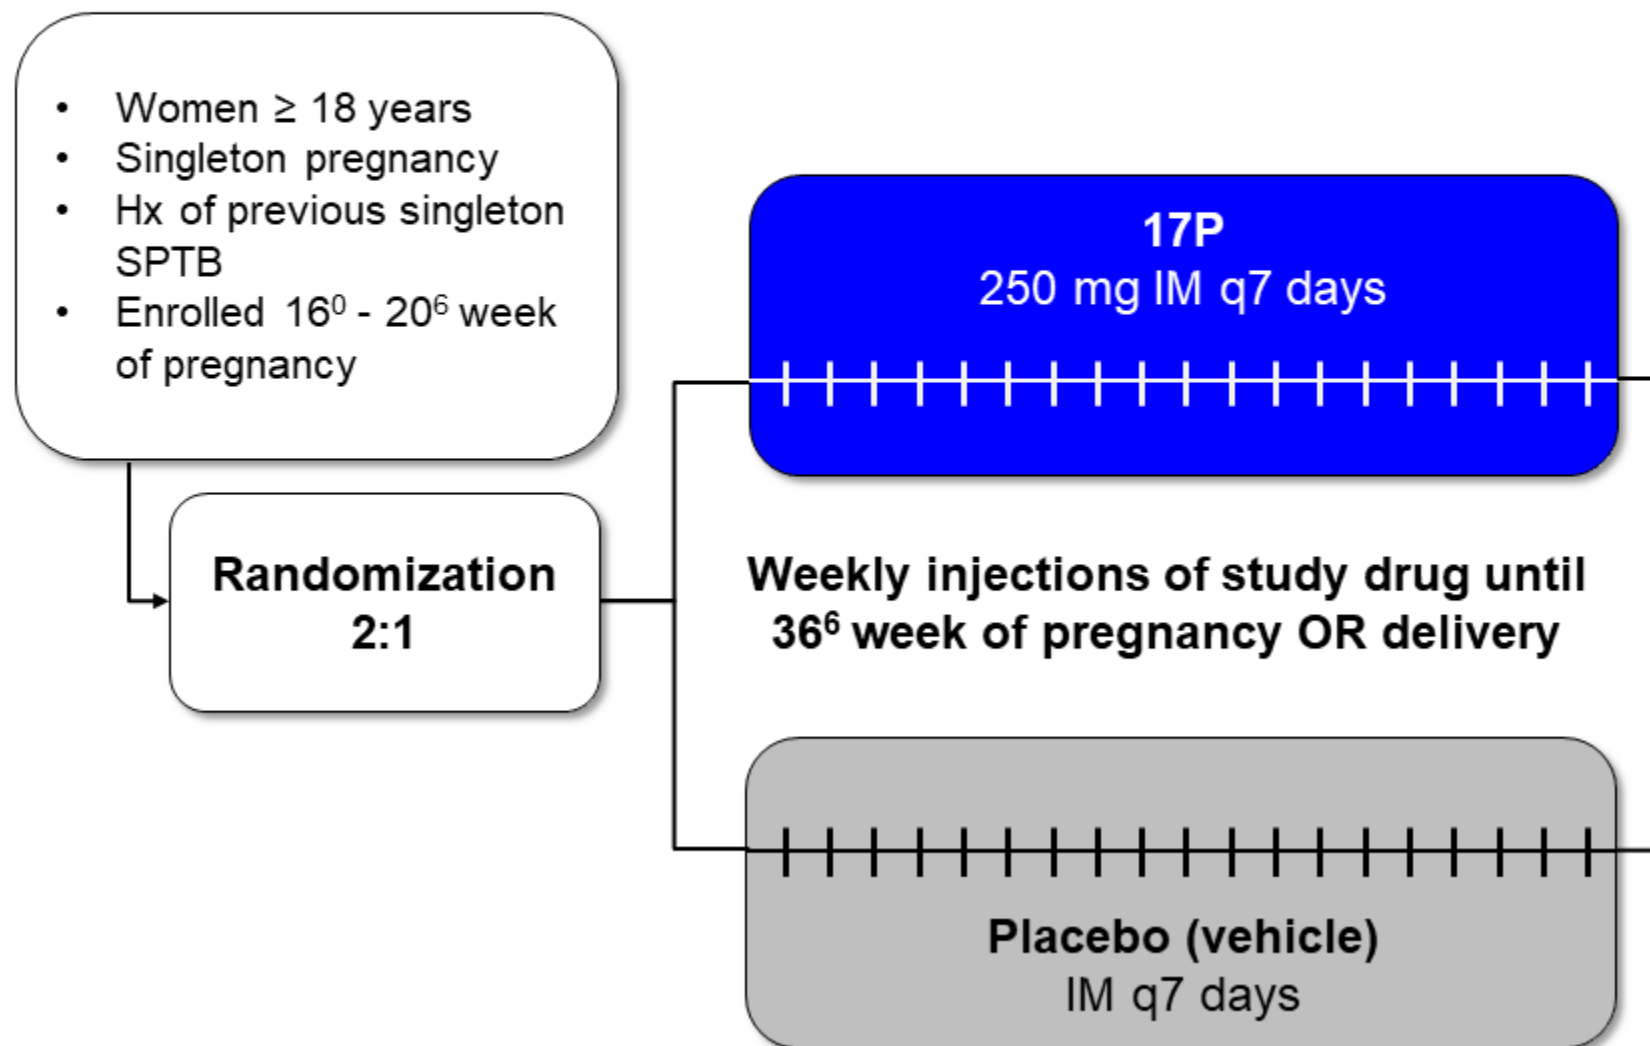 • Women ≥ 18 years
• Singleton pregnancy
• Hx of previous singleton
SPTB
• Enrolled 16⁰ - 20⁶ week
of pregnancy
Randomization
2:1
17P
250 mg IM q7 days
Weekly injections of study drug until
36⁶ week of pregnancy OR delivery
Placebo (vehicle)
IM q7 days